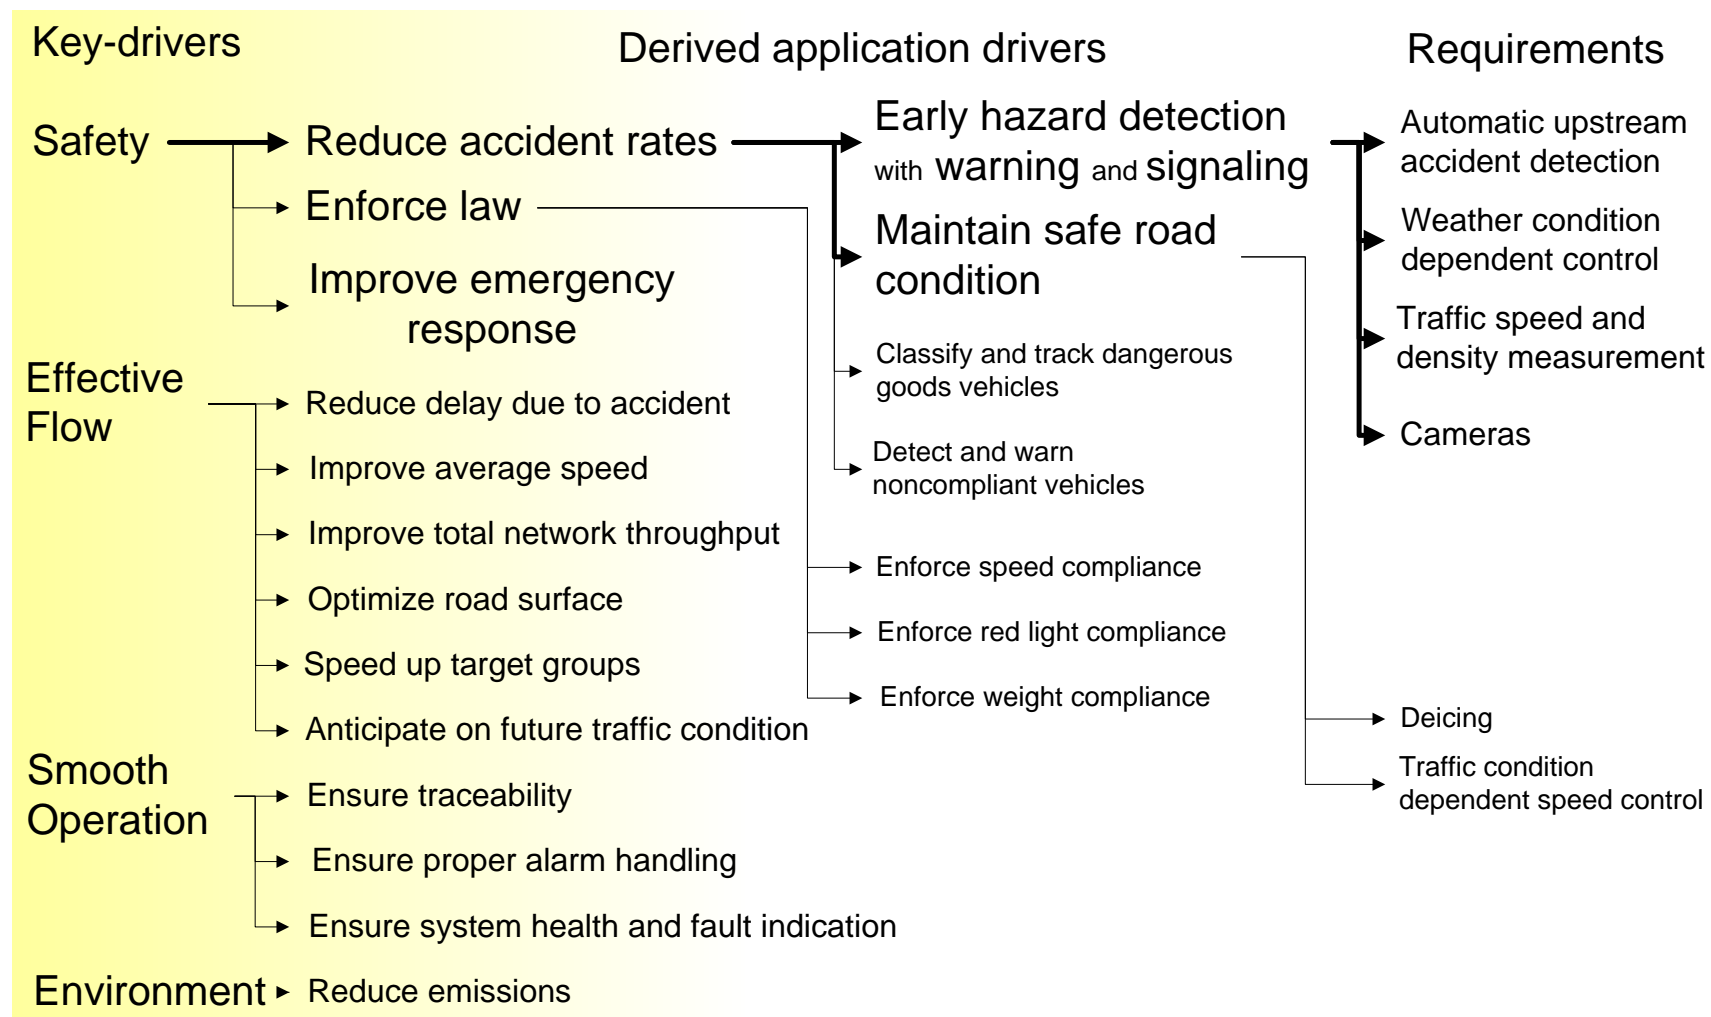 Key-drivers
Derived application drivers
Requirements
Safety
Reduce accident rates
Enforce law
Improve emergency
response
Early hazard detection
with warning and signaling
Maintain safe road
condition
Classify and track dangerous
goods vehicles
Detect and warn
noncompliant vehicles
Enforce speed compliance
Enforce red light compliance
Enforce weight compliance
Automatic upstream
accident detection
Weather condition
dependent control
Traffic speed and
density measurement
Cameras
Deicing
Traffic condition
dependent speed control
Effective
Flow
Reduce delay due to accident
Improve average speed
Improve total network throughput
Optimize road surface
Speed up target groups
Anticipate on future traffic condition
Smooth
Operation
Ensure traceability
Ensure proper alarm handling
Ensure system health and fault indication
Environment
Reduce emissions